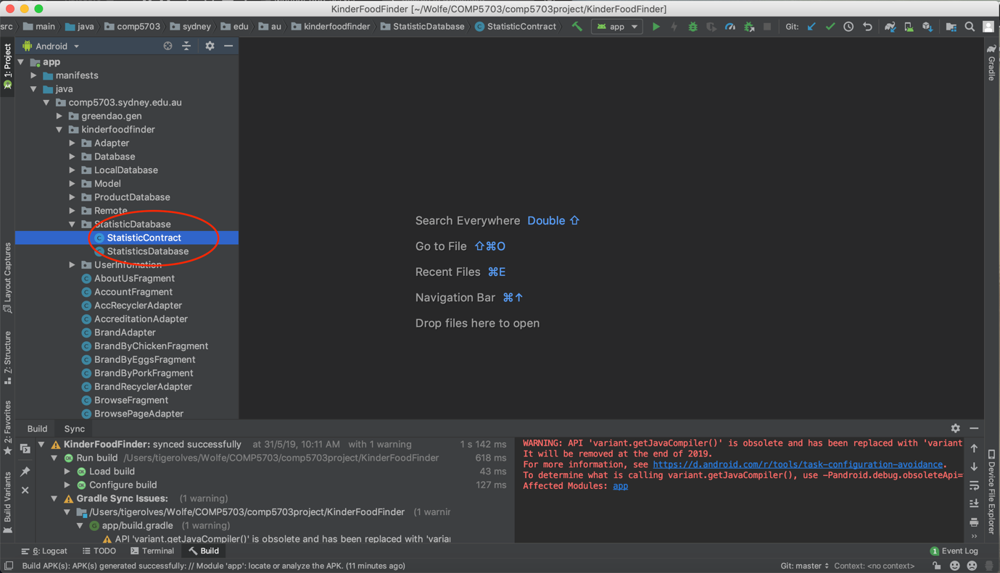 KinderFoodFinder [~/Wolfe/COMP5703/comp5703project/KinderFoodFinder]
src main java comp5703 sydney edu au kinderfoodfinder StatisticDatabase StatisticContract app Git:
1: Project
Layout Captures
Z: Structure
2: Favorites
Build Variants
Android
app
manifests
java
comp5703.sydney.edu.au
greendao.gen
kinderfoodfinder
Adapter
Database
LocalDatabase
Model
ProductDatabase
Remote
StatisticDatabase
StatisticContract
StatisticsDatabase
UserInfomation
AboutUsFragment
AccountFragment
AccRecyclerAdapter
AccreditationAdapter
BrandAdapter
BrandByChickenFragment
BrandByEggsFragment
BrandByPorkFragment
BrandRecyclerAdapter
BrowseFragment
BrowsePageAdapter
Search Everywhere Double ⇧
Go to File ⇧⌘O
Recent Files ⌘E
Navigation Bar ⌘↑
Drop files here to open
Gradle
Device File Explorer
Build Sync
KinderFoodFinder: synced successfully at 31/5/19, 10:11 AM with 1 warning 1 s 142 ms
Run build /Users/tigerolves/Wolfe/COMP5703/comp5703project/KinderFoodFinder 618 ms
Load build 43 ms
Configure build 127 ms
Gradle Sync Issues: (1 warning)
/Users/tigerolves/Wolfe/COMP5703/comp5703project/KinderFoodFinder (1 warnin
app/build.gradle (1 warning)
API 'variant.getJavaCompiler()' is obsolete and has been replaced with 'varia
WARNING: API 'variant.getJavaCompiler()' is obsolete and has been replaced with 'variant
It will be removed at the end of 2019.
For more information, see https://d.android.com/r/tools/task-configuration-avoidance.
To determine what is calling variant.getJavaCompiler(), use -Pandroid.debug.obsoleteApi=
Affected Modules: app
6: Logcat TODO Terminal Build 1 Event Log
Build APK(s): APK(s) generated successfully: // Module 'app': locate or analyze the APK. (11 minutes ago) Git: master Context: <no context>